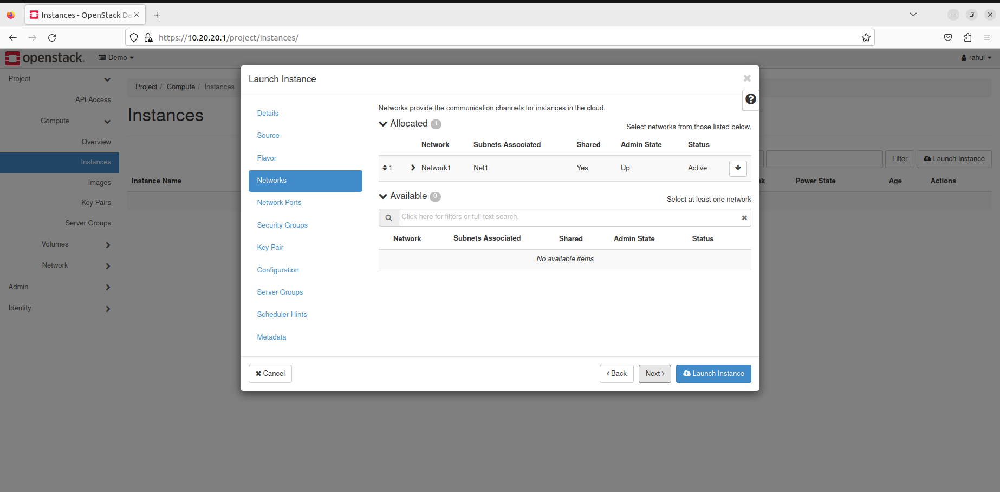 Instances - OpenStack Da
https://10.20.20.1/project/instances/
openstack.
Demo
rahul
Project
API Access
Compute
Overview
Instances
Images
Key Pairs
Server Groups
Volumes
Network
Admin
Identity
Project / Compute / Instances
Instances
Filter
Launch Instance
Instance Name
sk
Power State
Age
Actions
Launch Instance
Details
Source
Flavor
Networks
Network Ports
Security Groups
Key Pair
Configuration
Server Groups
Scheduler Hints
Metadata
Networks provide the communication channels for instances in the cloud.
Allocated 1
Select networks from those listed below.
Network Subnets Associated Shared Admin State Status
1 Network1 Net1 Yes Up Active
Available 0
Select at least one network
Click here for filters or full text search.
Network Subnets Associated Shared Admin State Status
No available items
Cancel
Back
Next
Launch Instance